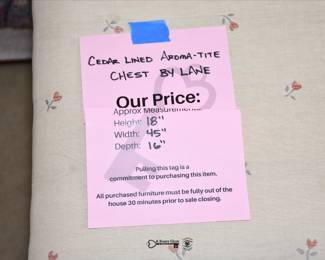 CEDAR LINED AROMA-TITE
CHEST BY LANE
Our Price:
Approx Measurements:
Height: 18"
Width: 45"
Depth: 16"
Pulling this tag is a
commitment to purchasing this item.
All purchased furniture must be fully out of the
house 30 minutes prior to sale closing.